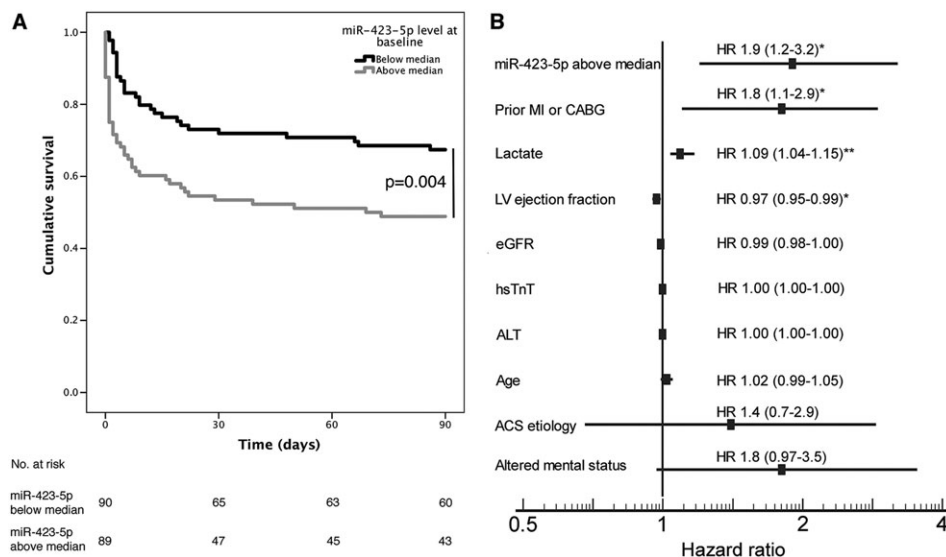 A
miR-423-5p level at
baseline
Below median
Above median
1.0
0.8
0.6
0.4
0.2
0.0
Cumulative survival
p=0.004
0
30
60
90
Time (days)
No. at risk
miR-423-5p
below median
90
65
63
60
miR-423-5p
above median
89
47
45
43
B
miR-423-5p above median
HR 1.9 (1.2-3.2)*
Prior MI or CABG
HR 1.8 (1.1-2.9)*
Lactate
HR 1.09 (1.04-1.15)**
LV ejection fraction
HR 0.97 (0.95-0.99)*
eGFR
HR 0.99 (0.98-1.00)
hsTnT
HR 1.00 (1.00-1.00)
ALT
HR 1.00 (1.00-1.00)
Age
HR 1.02 (0.99-1.05)
ACS etiology
HR 1.4 (0.7-2.9)
Altered mental status
HR 1.8 (0.97-3.5)
0.5
1
2
4
Hazard ratio